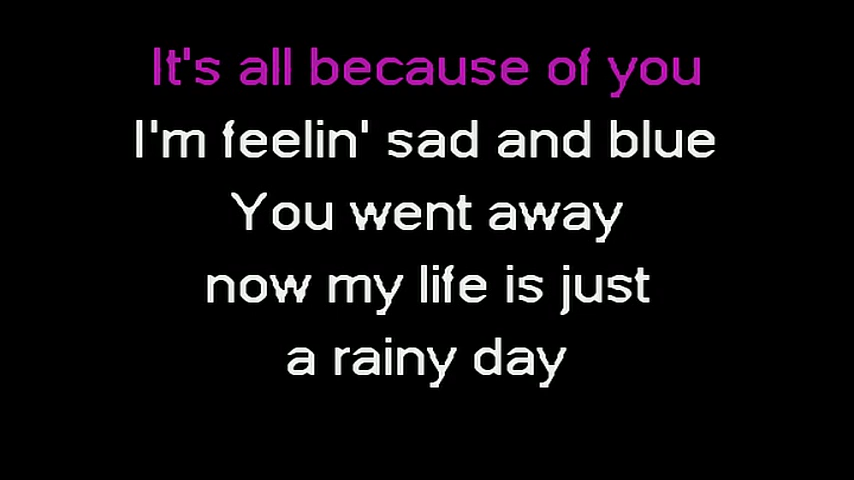 It's all because of you
I'm feelin' sad and blue
You went away
now my life is just
a rainy day